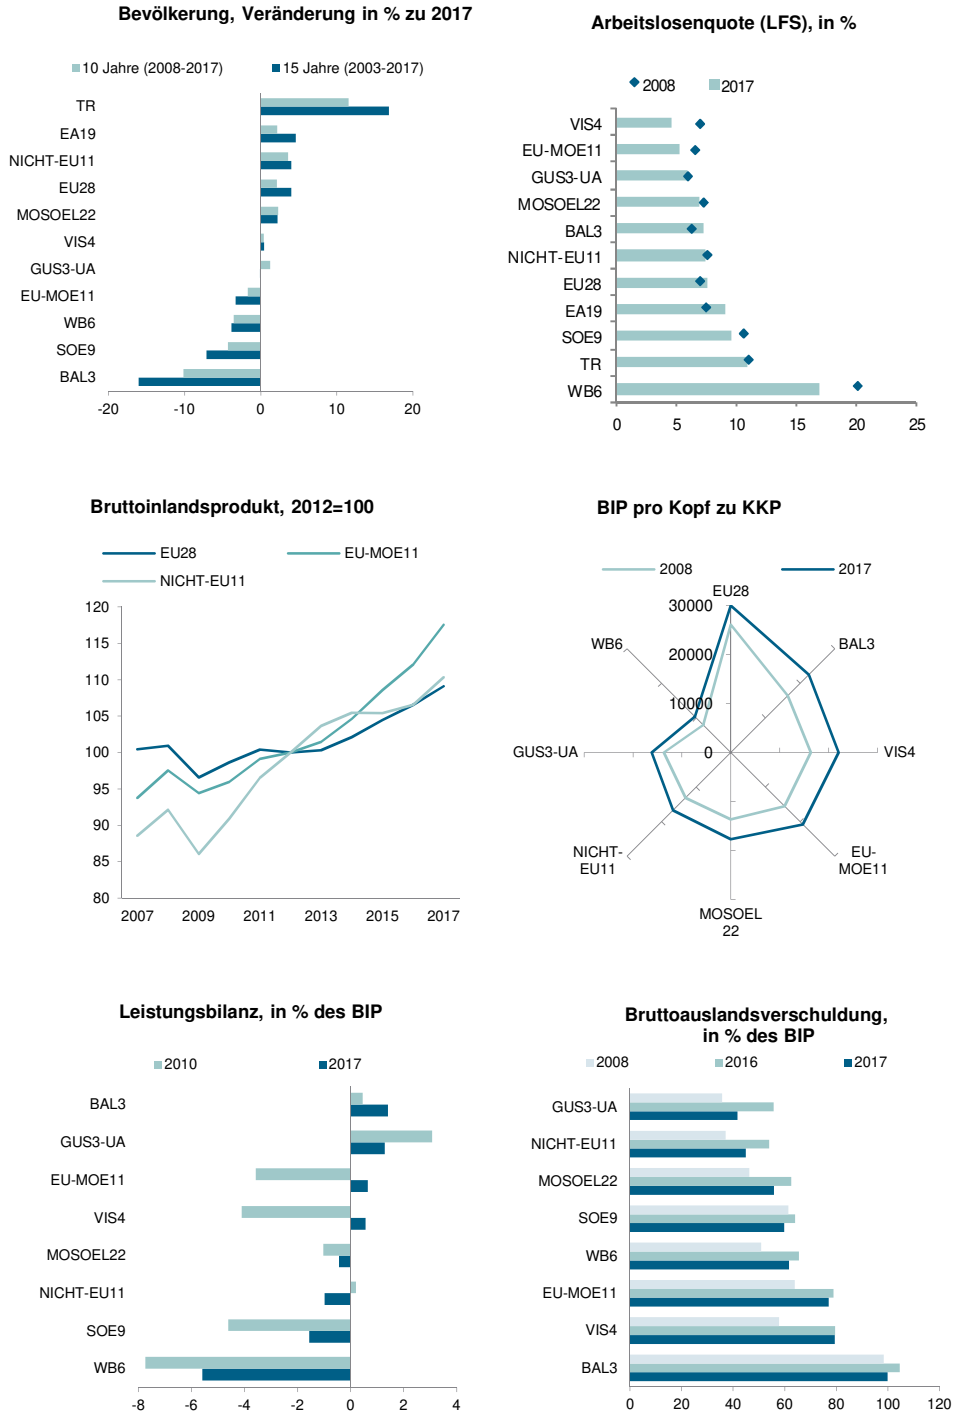 Bevölkerung, Veränderung in % zu 2017
10 Jahre (2008-2017) 15 Jahre (2003-2017)
TR
EA19
NICHT-EU11
EU28
MOSOEL22
VIS4
GUS3-UA
EU-MOE11
WB6
SOE9
BAL3
-20 -10 0 10 20
Arbeitslosenquote (LFS), in %
2008 2017
VIS4
EU-MOE11
GUS3-UA
MOSOEL22
BAL3
NICHT-EU11
EU28
EA19
SOE9
TR
WB6
0 5 10 15 20 25
Bruttoinlandsprodukt, 2012=100
EU28 EU-MOE11
NICHT-EU11
120
115
110
105
100
95
90
85
80
2007 2009 2011 2013 2015 2017
BIP pro Kopf zu KKP
2008 2017
EU28
30000
WB6 BAL3
20000
10000
GUS3-UA 0 VIS4
NICHT-
EU11
EU-
MOE11
MOSOEL
22
Leistungsbilanz, in % des BIP
2010 2017
BAL3
GUS3-UA
EU-MOE11
VIS4
MOSOEL22
NICHT-EU11
SOE9
WB6
-8 -6 -4 -2 0 2 4
Bruttoauslandsverschuldung,
in % des BIP
2008 2016 2017
GUS3-UA
NICHT-EU11
MOSOEL22
SOE9
WB6
EU-MOE11
VIS4
BAL3
0 20 40 60 80 100 120